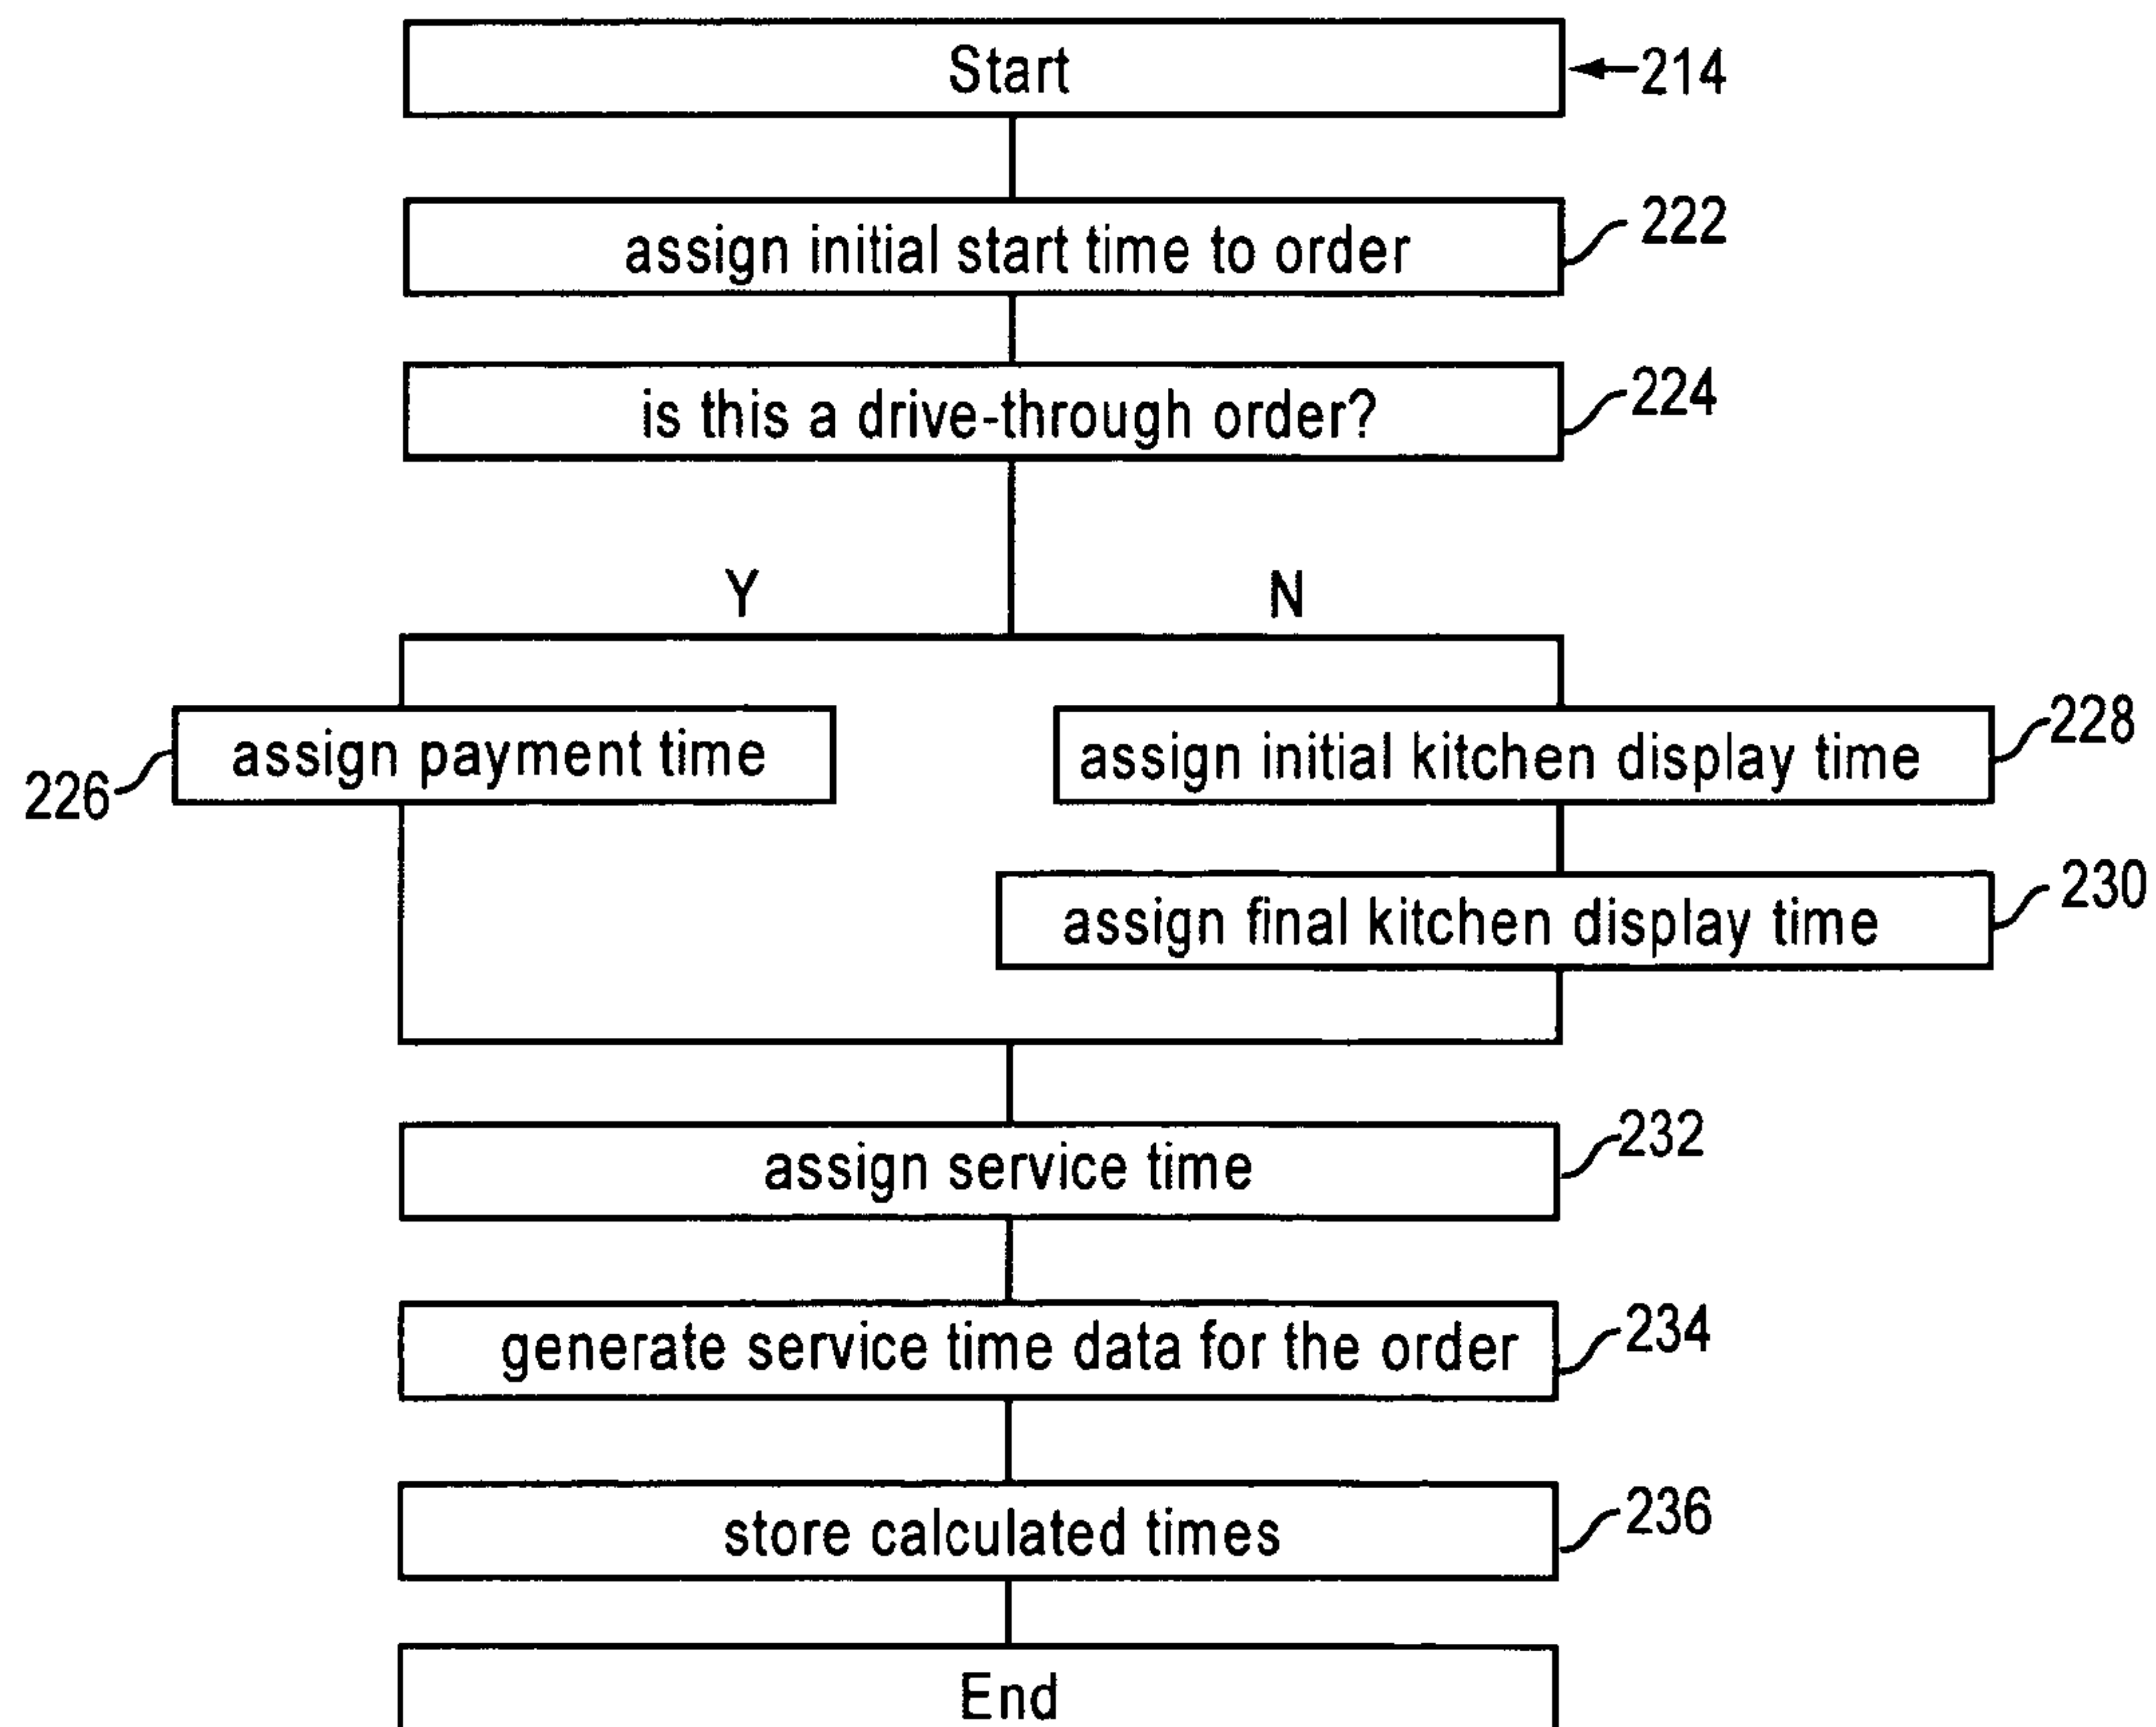 Start
214
assign initial start time to order
222
is this a drive-through order?
224
Y
N
assign payment time
226
assign initial kitchen display time
228
assign final kitchen display time
230
assign service time
232
generate service time data for the order
234
store calculated times
236
End